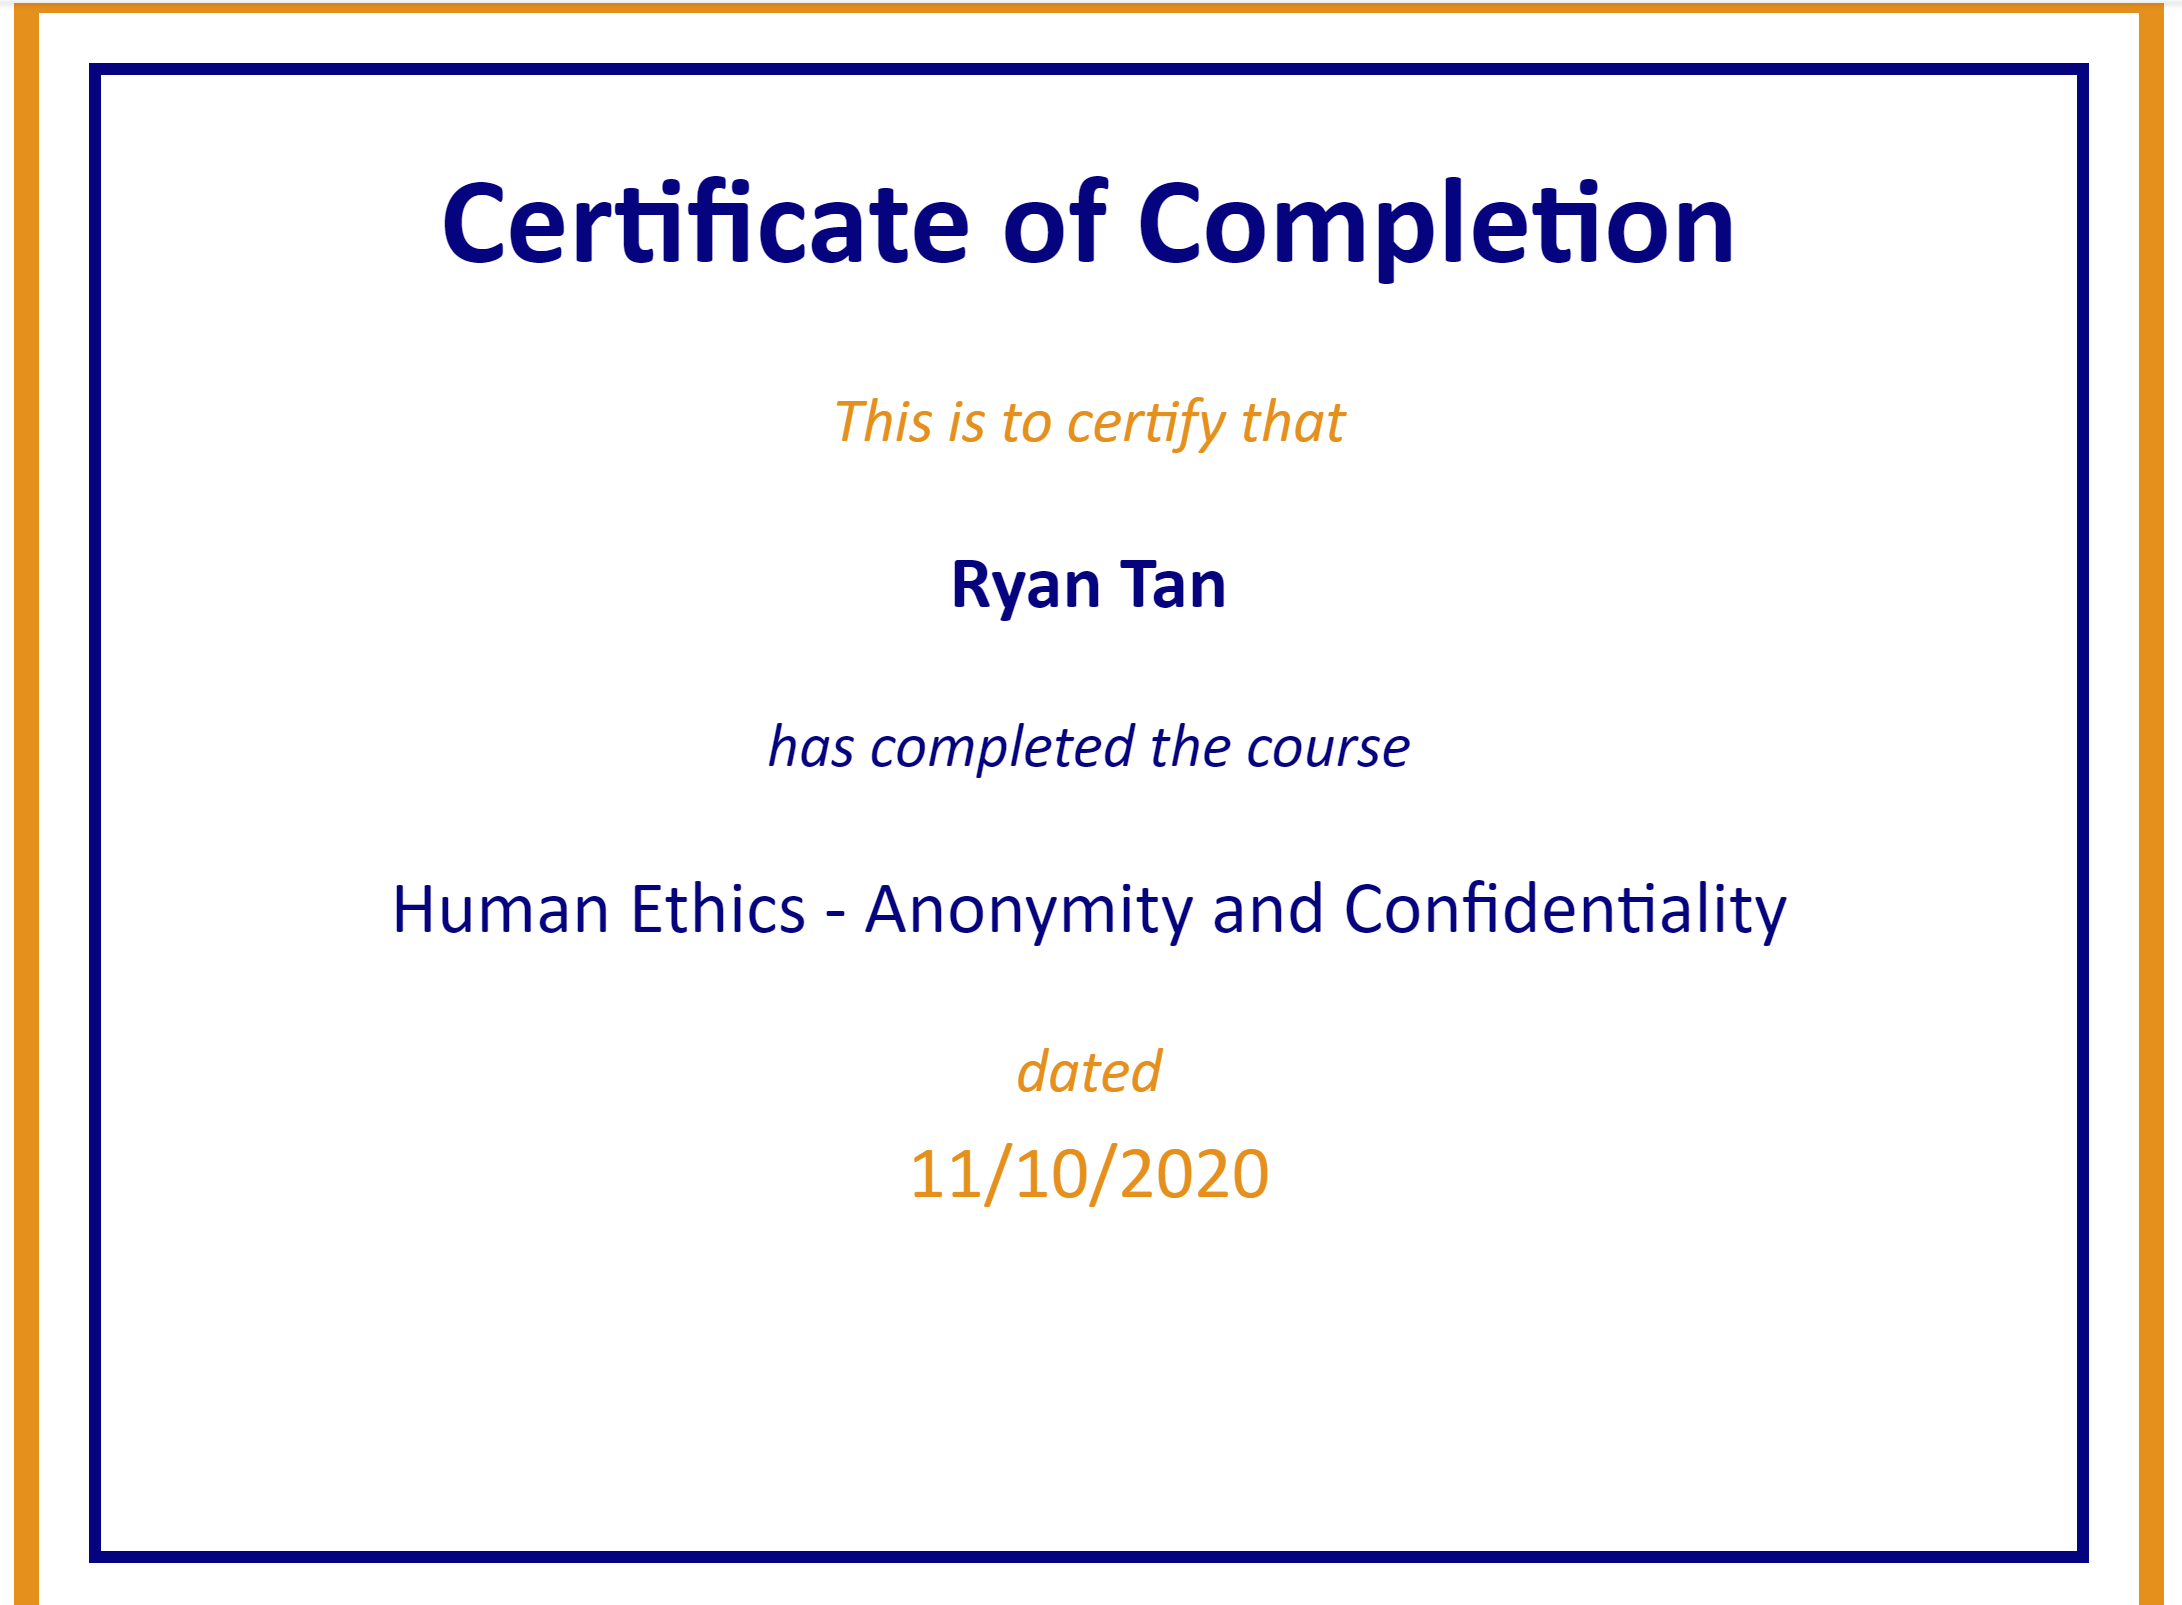 Certificate of Completion
This is to certify that
Ryan Tan
has completed the course
Human Ethics - Anonymity and Confidentiality
dated
11/10/2020